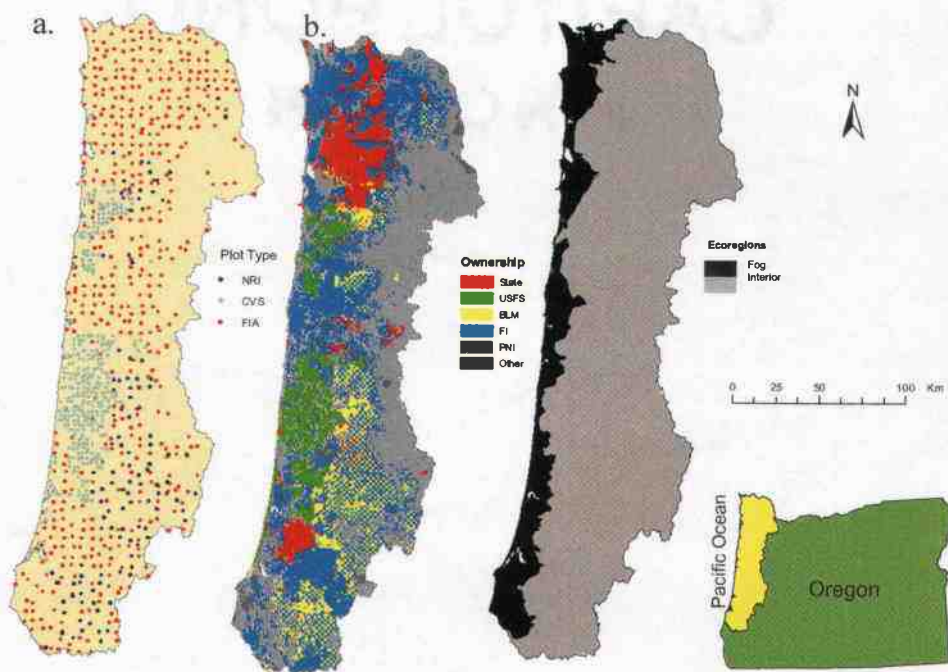 a.
b.
c.
N
Plot Type
NRI
CVS
FIA
Ownership
State
USFS
BLM
FI
PNI
Other
Ecoregions
Fog
Interior
0 25 50 100 Km
Pacific Ocean
Oregon